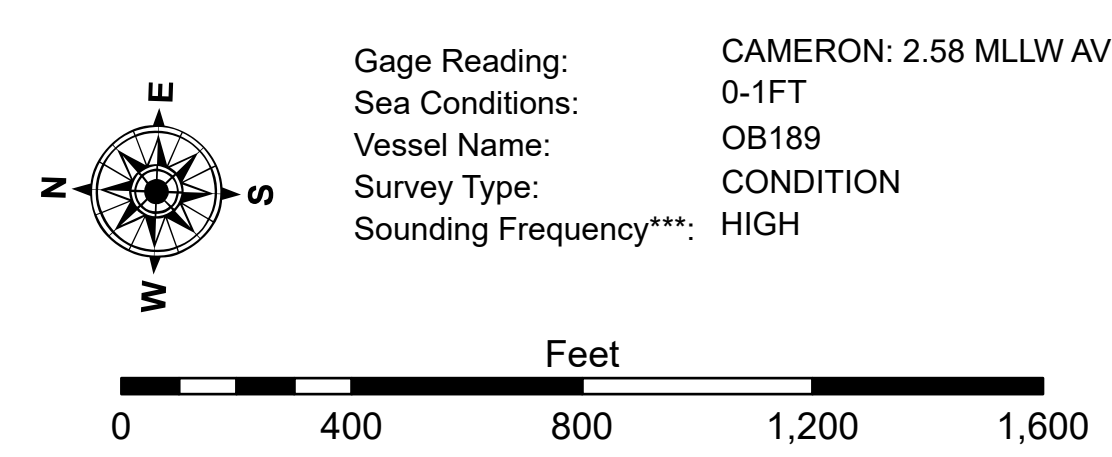 E
N
S
W
Gage Reading: CAMERON: 2.58 MLLW AV
Sea Conditions: 0-1FT
Vessel Name: OB189
Survey Type: CONDITION
Sounding Frequency***: HIGH
Feet
0 400 800 1,200 1,600